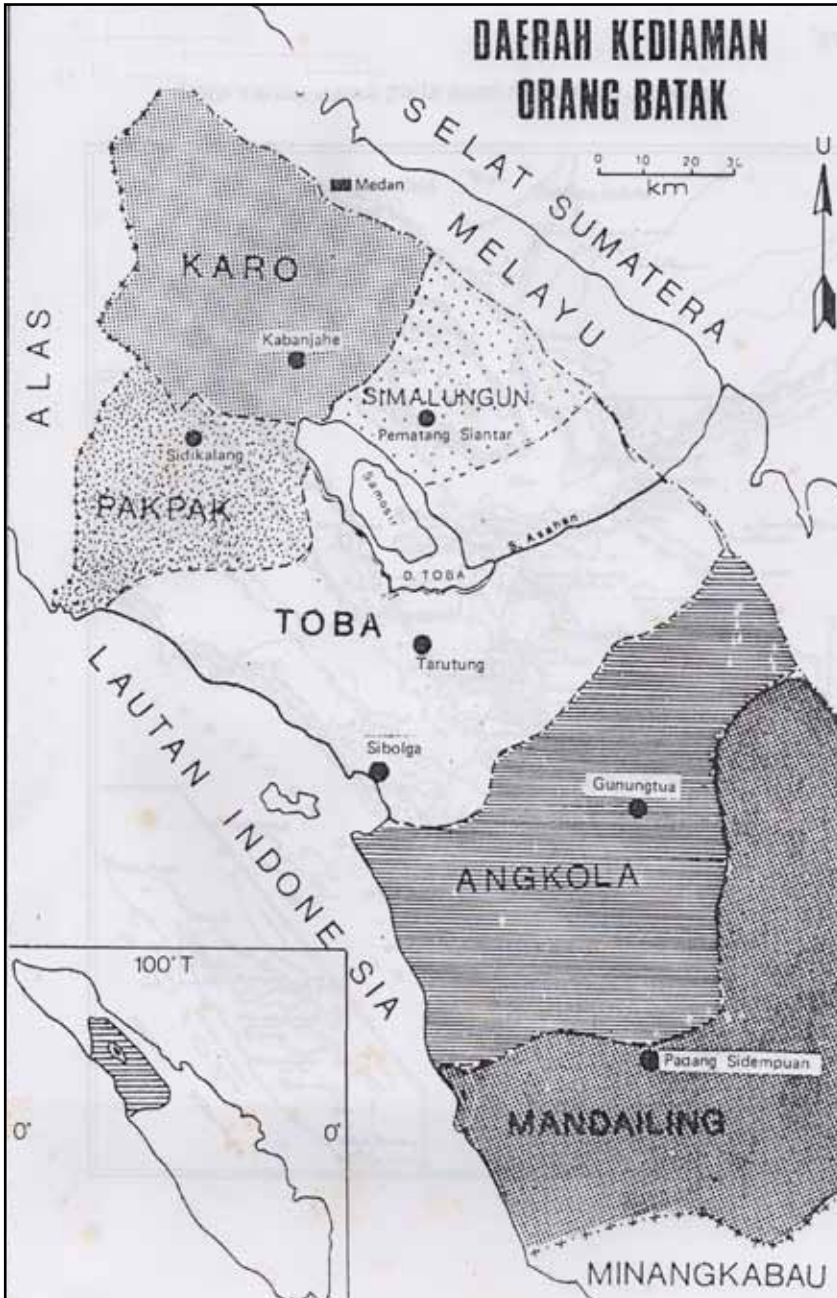 DAERAH KEDIAMAN
ORANG BATAK
SELAT SUMATERA
0 10 20 30
km
U
Medan
MELAYU
KARO
ALAS
Kabanjahe
SIMALUNGUN
Pematang Siantar
Sidikalang
PAKPAK
Samosir
S. Asahan
D. TOBA
TOBA
Tarutung
LAUTAN INDONESIA
Sibolga
Gunungtua
ANGKOLA
100° T
0°
0°
Padang Sidempuan
MANDAILING
MINANGKABAU